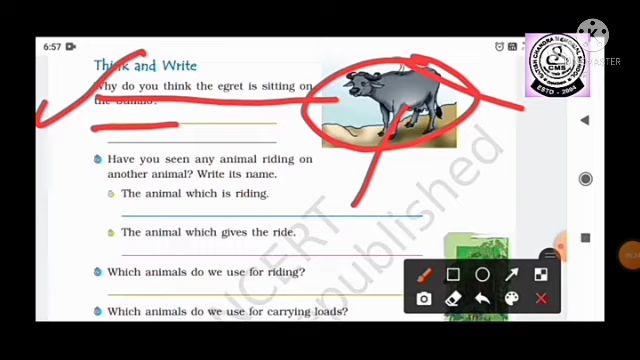 6:57
Think and Write
Why do you think the egret is sitting on
the buffalo?
Have you seen any animal riding on
another animal? Write its name.
The animal which is riding.
The animal which gives the ride.
Which animals do we use for riding?
Which animals do we use for carrying loads?
NCERT
republished
CMS
ESTD - 2004